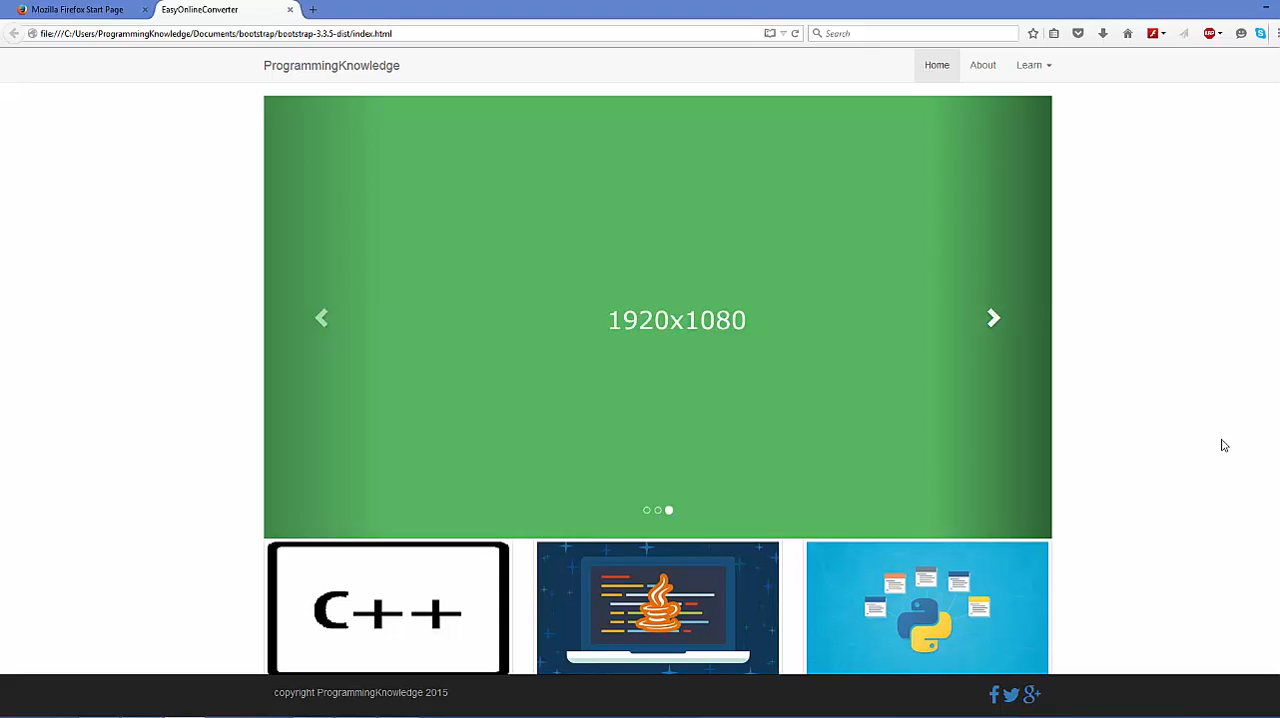 Mozilla Firefox Start Page
EasyOnlineConverter
file:///C:/Users/ProgrammingKnowledge/Documents/bootstrap/bootstrap-3.3.5-dist/index.html
Search
ProgrammingKnowledge
Home
About
Learn
1920x1080
C++
copyright ProgrammingKnowledge 2015